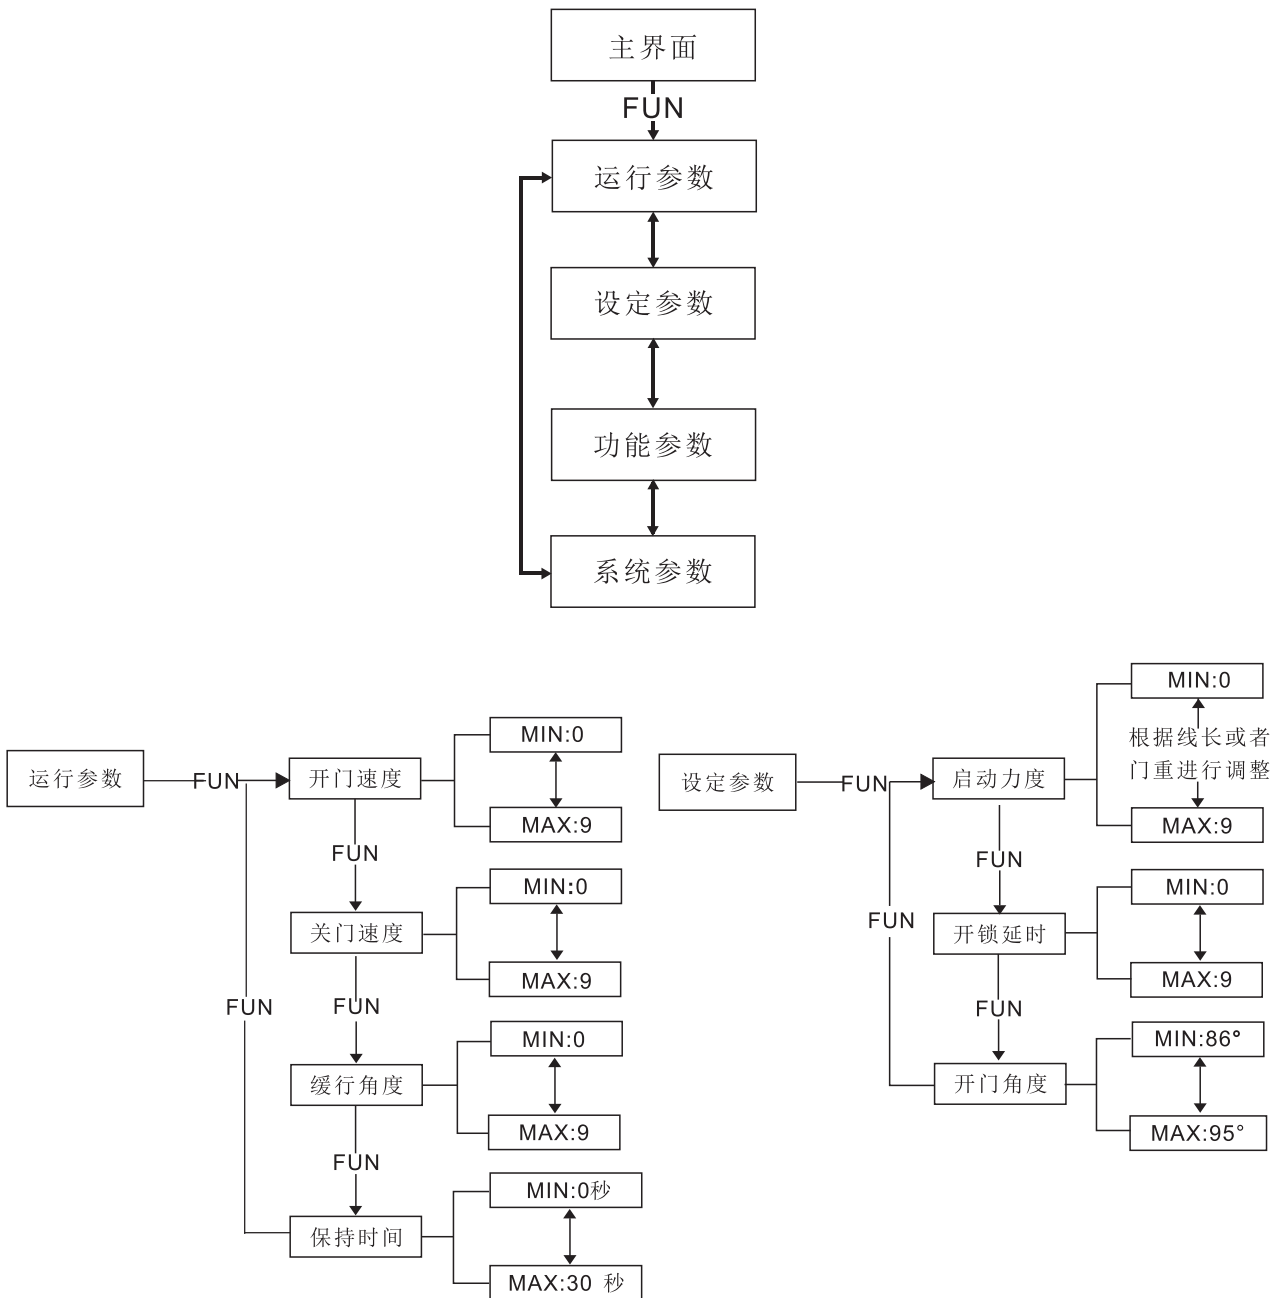 主界面
FUN
运行参数
设定参数
功能参数
系统参数
运行参数
FUN
开门速度
MIN:0
MAX:9
FUN
关门速度
MIN:0
MAX:9
FUN
FUN
缓行角度
MIN:0
MAX:9
FUN
保持时间
MIN:0秒
MAX:30 秒
设定参数
FUN
启动力度
MIN:0
根据线长或者
门重进行调整
MAX:9
FUN
FUN
开锁延时
MIN:0
MAX:9
FUN
开门角度
MIN:86°
MAX:95°